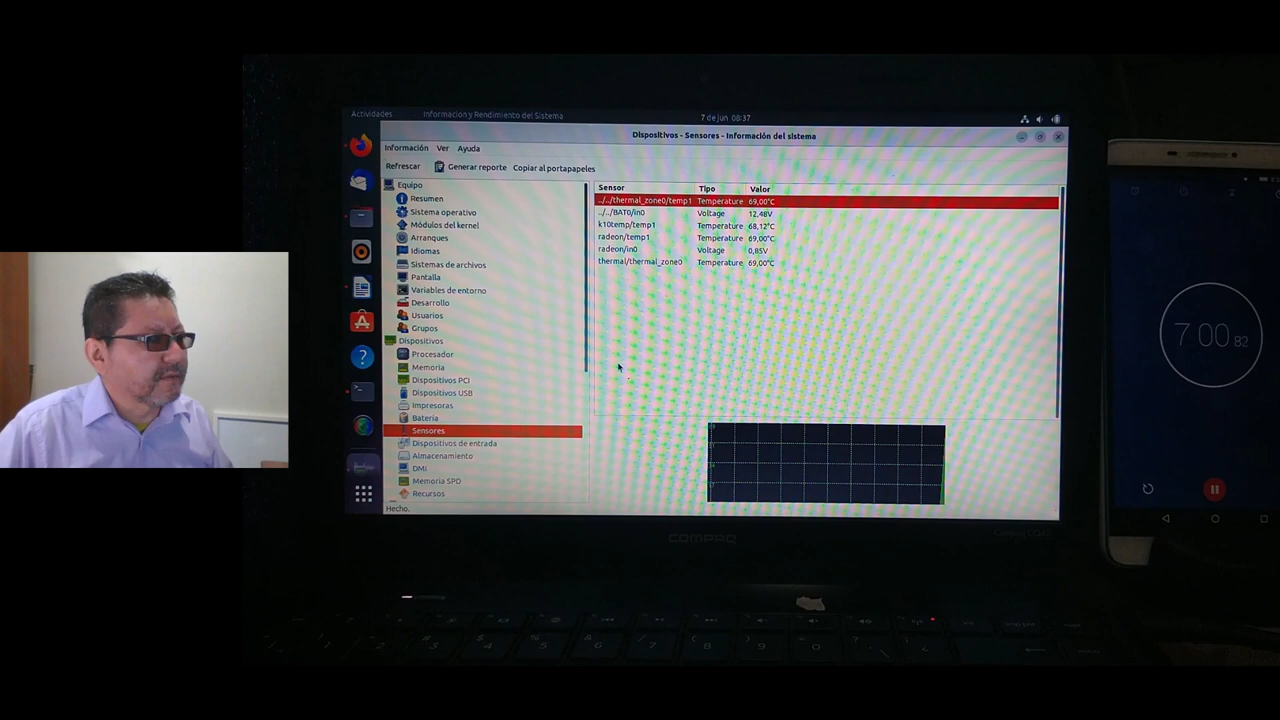 Actividades
Información y Rendimiento del Sistema
7 de jun 08:37
Dispositivos - Sensores - Información del sistema
Información Ver Ayuda
Refrescar Generar reporte Copiar al portapapeles
Equipo
Resumen
Sistema operativo
Módulos del kernel
Arranques
Idiomas
Sistemas de archivos
Pantalla
Variables de entorno
Desarrollo
Usuarios
Grupos
Dispositivos
Procesador
Memoria
Dispositivos PCI
Dispositivos USB
Impresoras
Batería
Sensores
Dispositivos de entrada
Almacenamiento
DMI
Memoria SPD
Recursos
Hecho.
Sensor Tipo Valor
../../thermal_zone0/temp1 Temperature 69,00°C
../../BAT0/in0 Voltage 12,48V
k10temp/temp1 Temperature 68,12°C
radeon/temp1 Temperature 69,00°C
radeon/in0 Voltage 0,85V
thermal/thermal_zone0 Temperature 69,00°C
7 00 82
COMPAQ